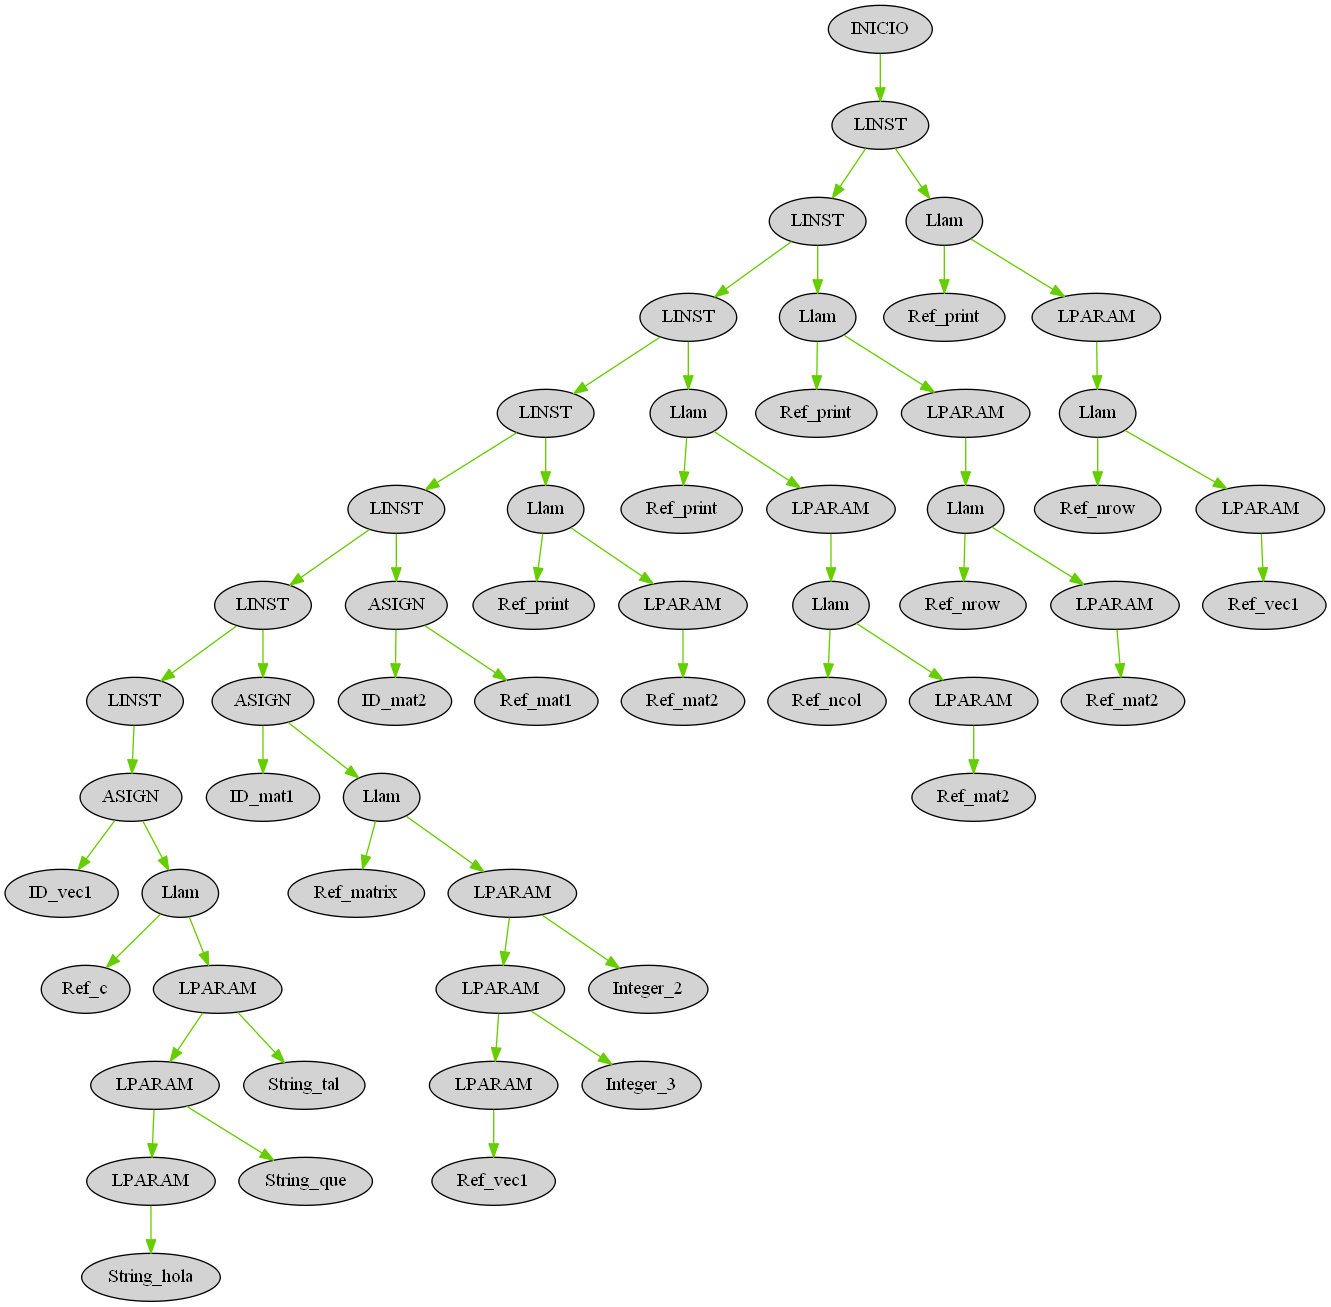 INICIO
LINST
LINST Llam
LINST Llam Ref_print LPARAM
LINST Llam Ref_print LPARAM Llam
LINST Llam Ref_print LPARAM Llam Ref_nrow LPARAM
LINST ASIGN Ref_print LPARAM Llam Ref_nrow LPARAM Ref_vec1
LINST ASIGN ID_mat2 Ref_mat1 Ref_mat2 Ref_ncol LPARAM Ref_mat2
ASIGN ID_mat1 Llam Ref_mat2
ID_vec1 Llam Ref_matrix LPARAM
Ref_c LPARAM LPARAM Integer_2
LPARAM String_tal LPARAM Integer_3
LPARAM String_que Ref_vec1
String_hola